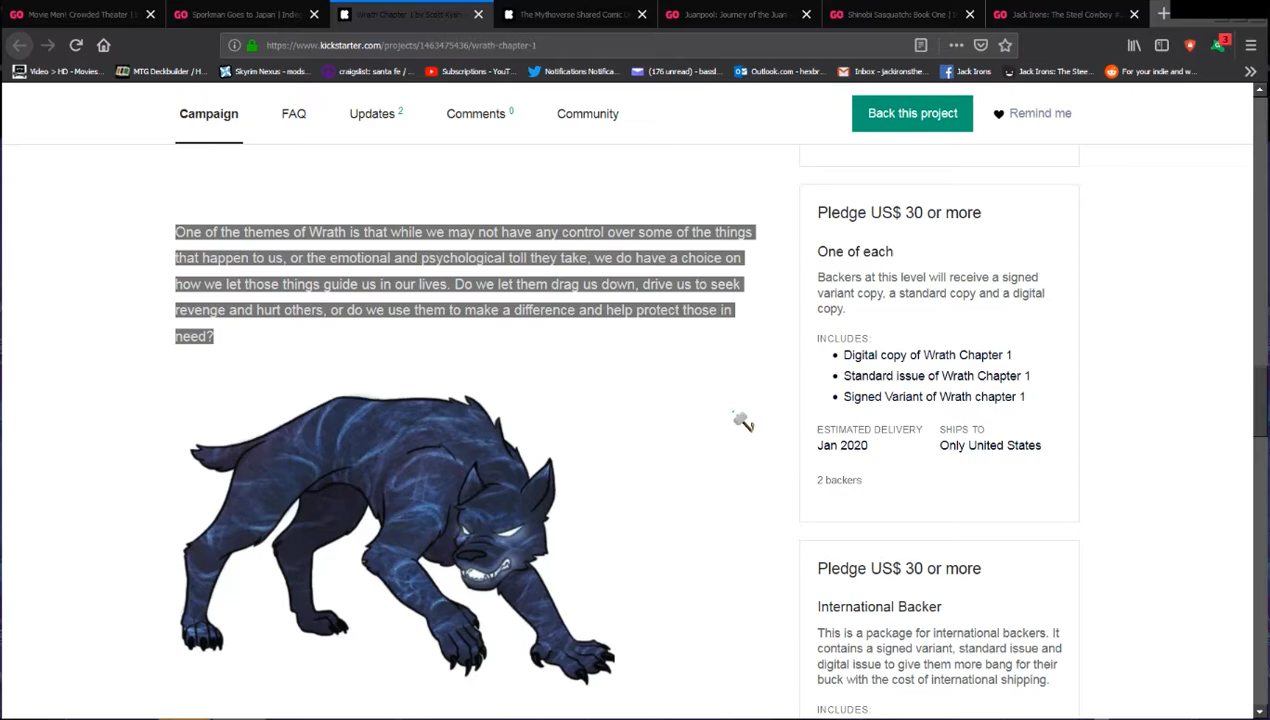 Movie Men! Crowded Theater | I
Sporkman Goes to Japan | Indie
Wrath Chapter 1 by Scott
The Mythoverse Shared Comic U
Juanpool: Journey of the Juan
Shinobi Sasquatch: Book One | I
Jack Irons: The Steel Cowboy #
https://www.kickstarter.com/projects/1463475436/wrath-chapter-1
3
Video > HD - Movies...
MTG Deckbuilder / H...
Skyrim Nexus - mods...
craigslist: santa fe / ...
Subscriptions - YouT...
Notifications Notifica...
(176 unread) - bassl...
Outlook.com - hexbr...
Inbox - jackironsthe...
Jack Irons
Jack Irons: The Stee...
For your indie and w...
Campaign
FAQ
Updates 2
Comments 0
Community
Back this project
Remind me
One of the themes of Wrath is that while we may not have any control over some of the things
that happen to us, or the emotional and psychological toll they take, we do have a choice on
how we let those things guide us in our lives. Do we let them drag us down, drive us to seek
revenge and hurt others, or do we use them to make a difference and help protect those in
need?
Pledge US$ 30 or more
One of each
Backers at this level will receive a signed
variant copy, a standard copy and a digital
copy.
INCLUDES:
• Digital copy of Wrath Chapter 1
• Standard issue of Wrath Chapter 1
• Signed Variant of Wrath chapter 1
ESTIMATED DELIVERY
SHIPS TO
Jan 2020
Only United States
2 backers
Pledge US$ 30 or more
International Backer
This is a package for international backers. It
contains a signed variant, standard issue and
digital issue to give them more bang for their
buck with the cost of international shipping.
INCLUDES: